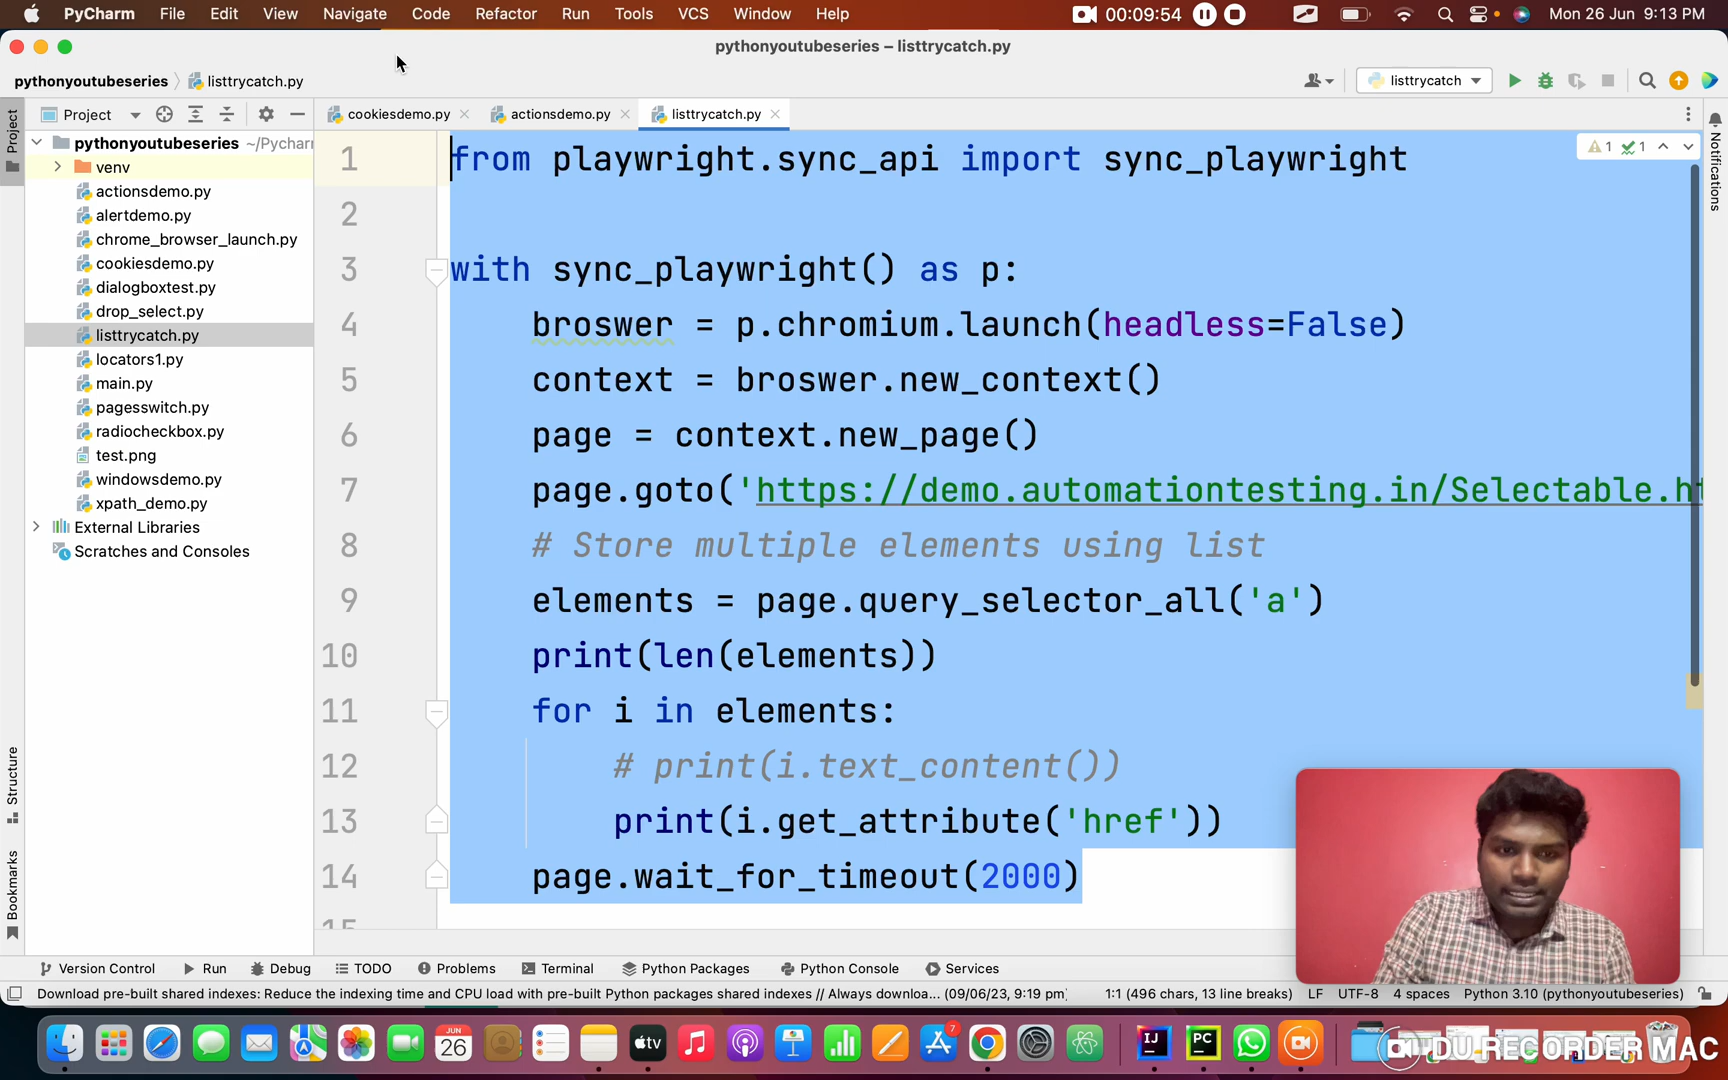 PyCharm File Edit View Navigate Code Refactor Run Tools VCS Window Help 00:09:54 Mon 26 Jun 9:13 PM
pythonyoutubeseries – listtrycatch.py
pythonyoutubeseries listtrycatch.py listtrycatch
Project cookiesdemo.py actionsdemo.py listtrycatch.py
Project
Notifications
pythonyoutubeseries ~/Pycharm
venv
actionsdemo.py
alertdemo.py
chrome_browser_launch.py
cookiesdemo.py
dialogboxtest.py
drop_select.py
listtrycatch.py
locators1.py
main.py
pagesswitch.py
radiocheckbox.py
test.png
windowsdemo.py
xpath_demo.py
External Libraries
Scratches and Consoles
1 from playwright.sync_api import sync_playwright
1 1
2
3 with sync_playwright() as p:
4 broswer = p.chromium.launch(headless=False)
5 context = broswer.new_context()
6 page = context.new_page()
7 page.goto('https://demo.automationtesting.in/Selectable.ht
8 # Store multiple elements using list
9 elements = page.query_selector_all('a')
10 print(len(elements))
11 for i in elements:
12 # print(i.text_content())
13 print(i.get_attribute('href'))
14 page.wait_for_timeout(2000)
15
Structure
Bookmarks
Version Control Run Debug TODO Problems Terminal Python Packages Python Console Services
Download pre-built shared indexes: Reduce the indexing time and CPU load with pre-built Python packages shared indexes // Always downloa... (09/06/23, 9:19 pm) 1:1 (496 chars, 13 line breaks) LF UTF-8 4 spaces Python 3.10 (pythonyoutubeseries)
JUN
26
tv
7
IJ
PC
DU RECORDER MAC